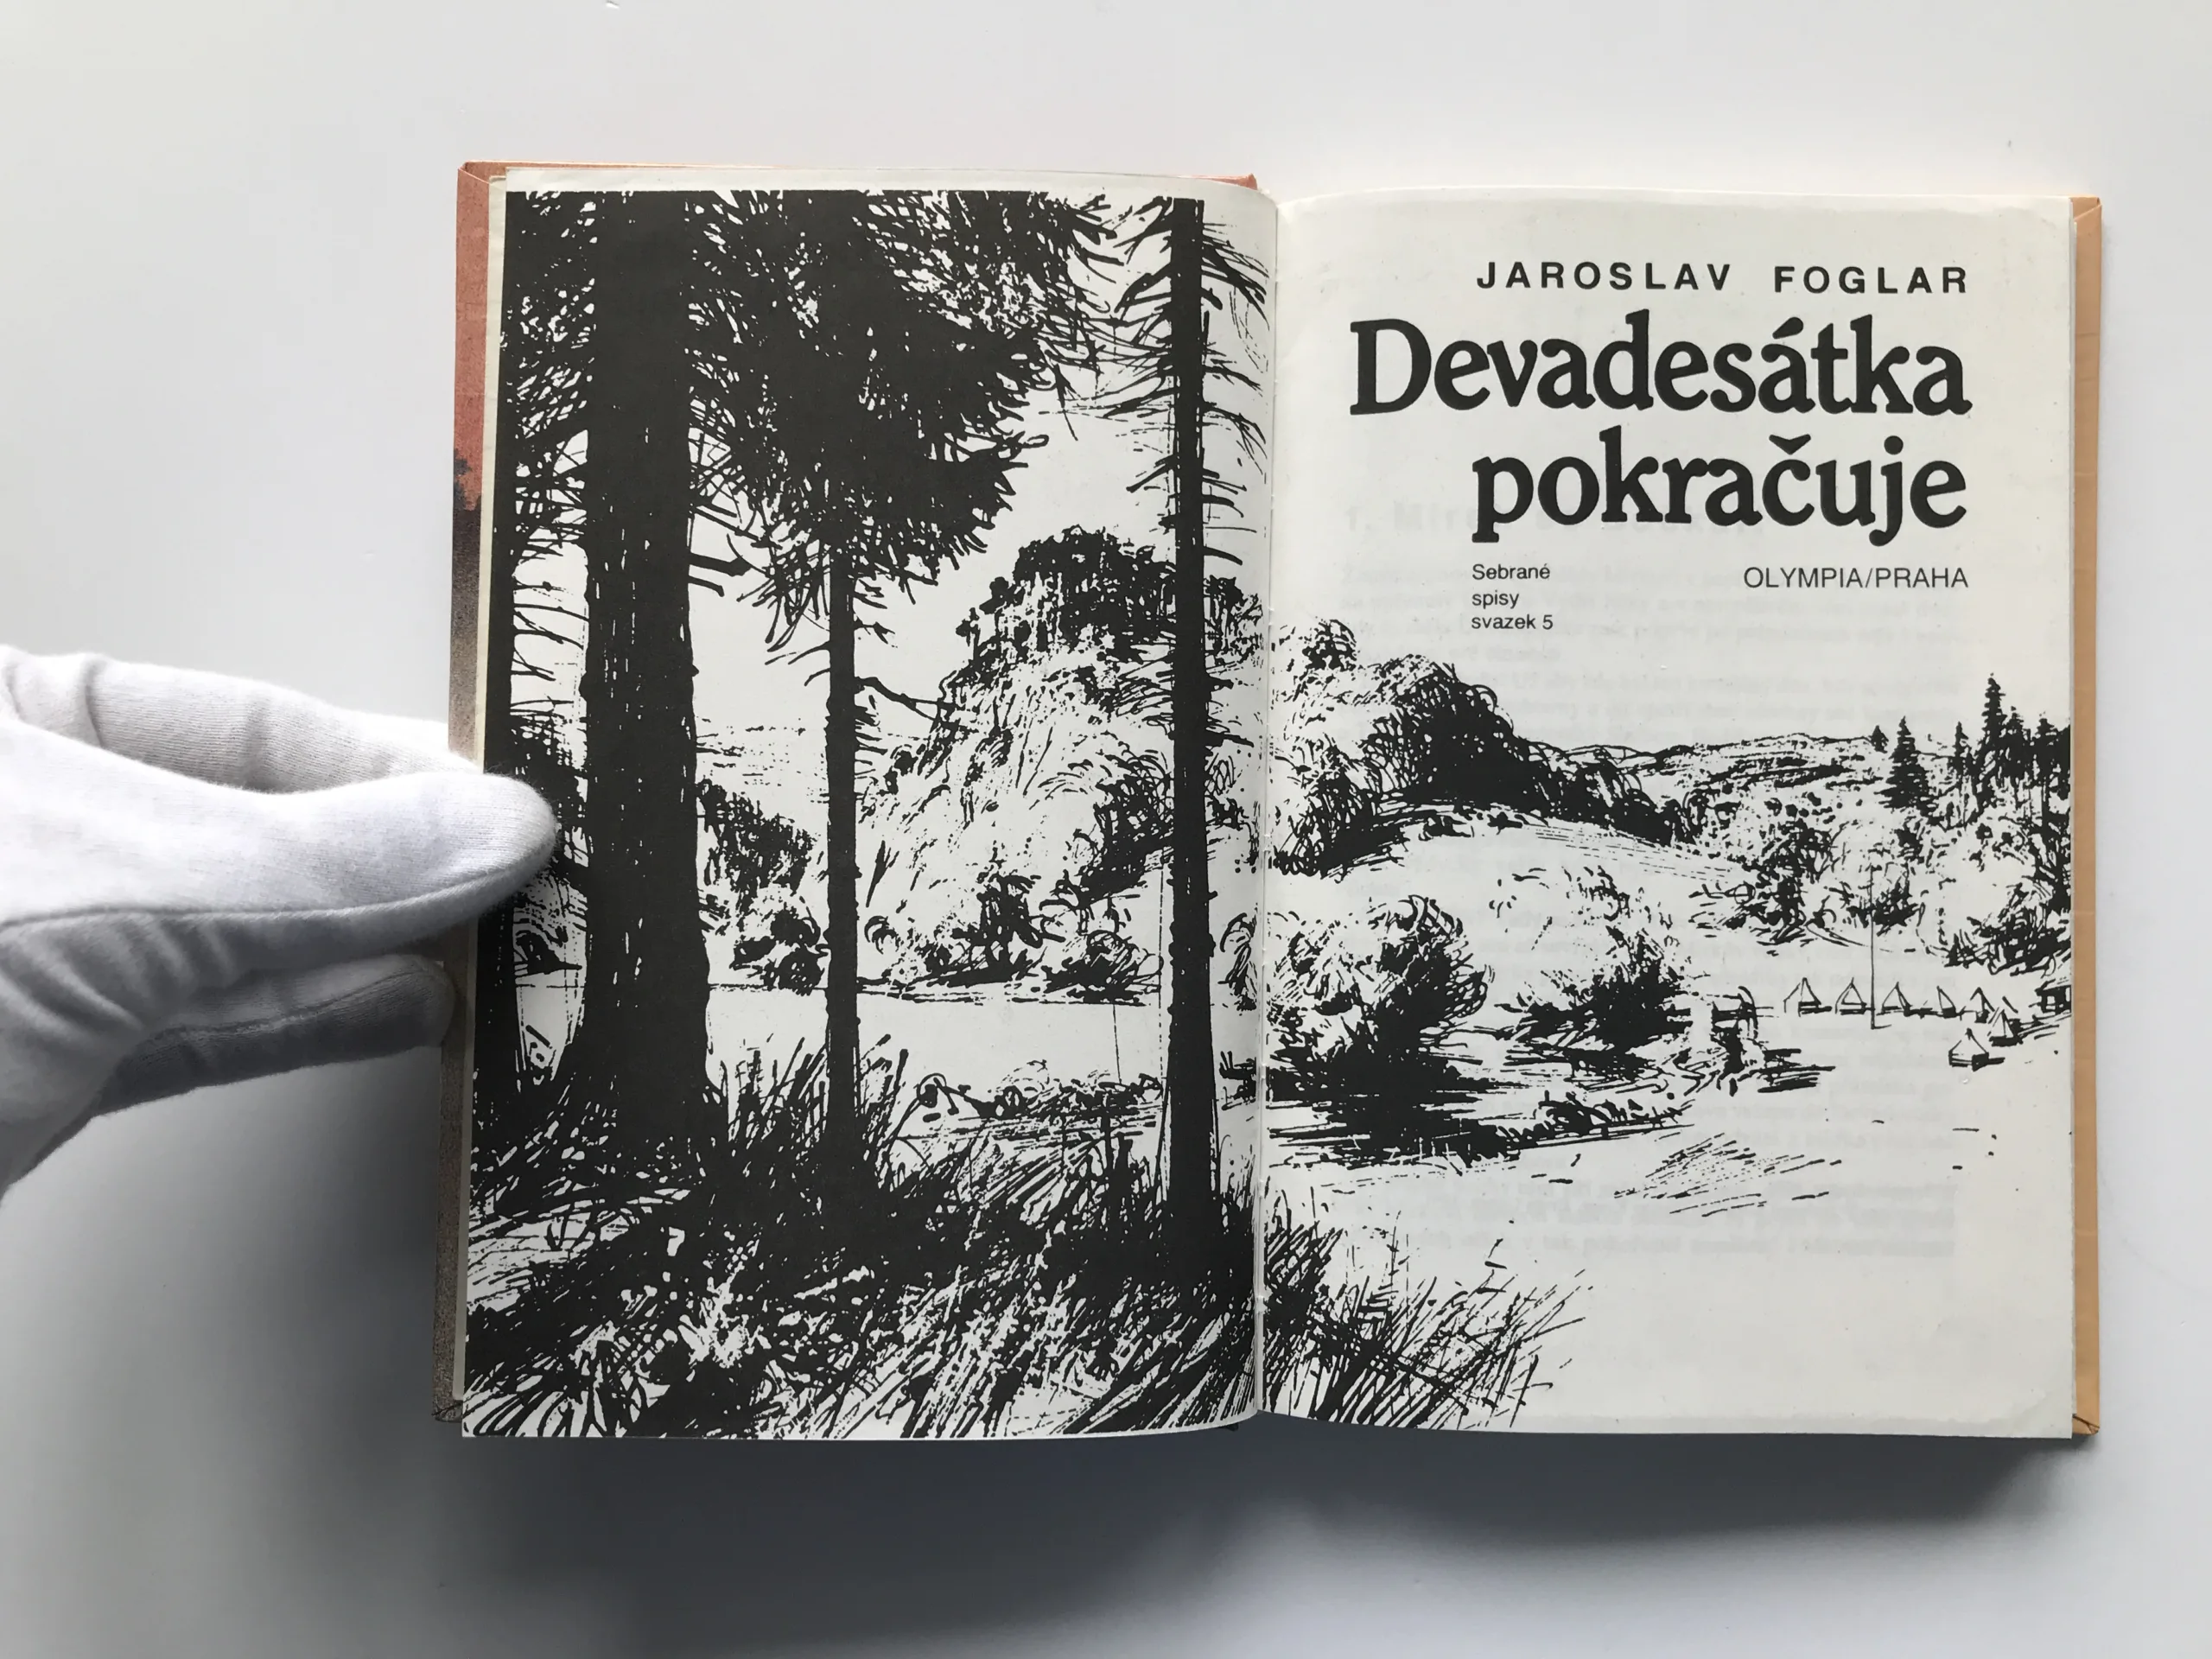 JAROSLAV FOGLAR
Devadesátka
pokračuje
Sebrané
spisy
svazek 5
OLYMPIA/PRAHA